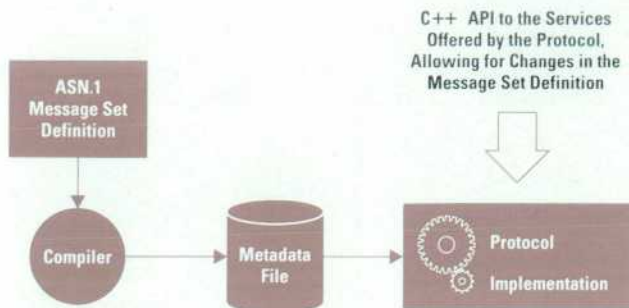 C++ API to the Services
Offered by the Protocol,
Allowing for Changes in the
Message Set Definition
ASN.1
Message Set
Definition
Compiler
Metadata
File
Protocol
Implementation